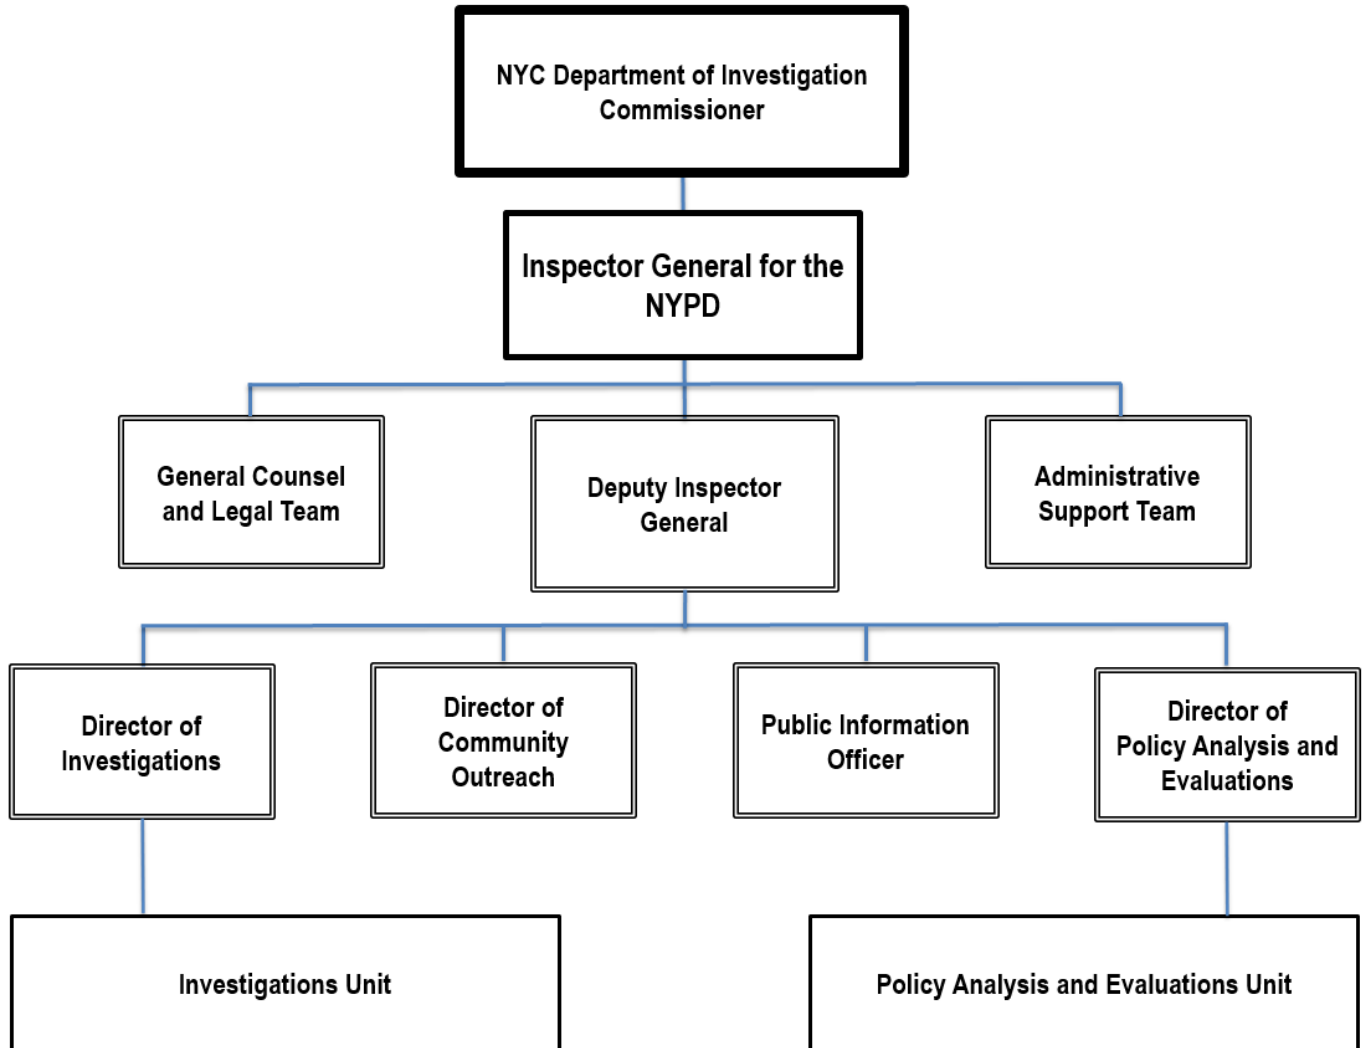 NYC Department of Investigation
Commissioner
Inspector General for the
NYPD
General Counsel
and Legal Team
Deputy Inspector
General
Administrative
Support Team
Director of
Investigations
Director of
Community
Outreach
Public Information
Officer
Director of
Policy Analysis and
Evaluations
Investigations Unit
Policy Analysis and Evaluations Unit